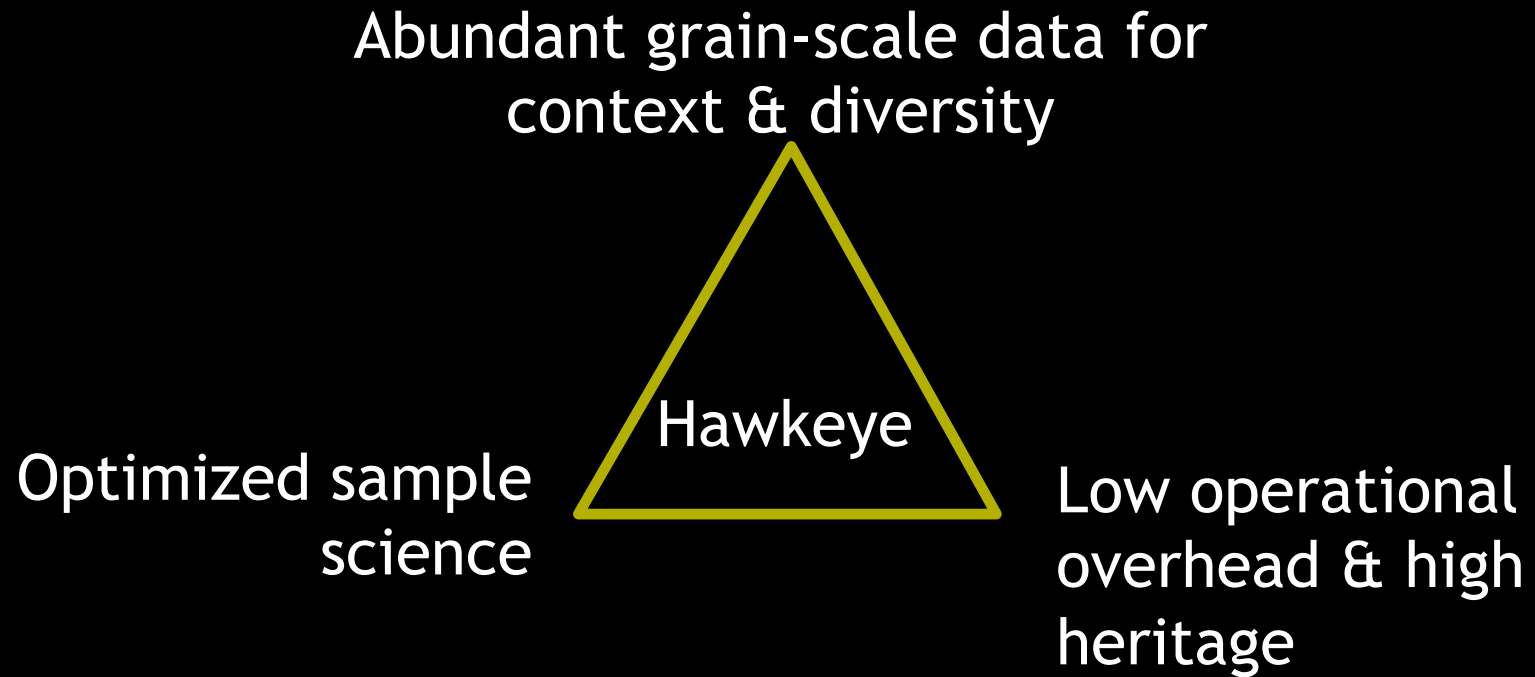 Abundant grain-scale data for
context & diversity
Hawkeye
Optimized sample
science
Low operational
overhead & high
heritage